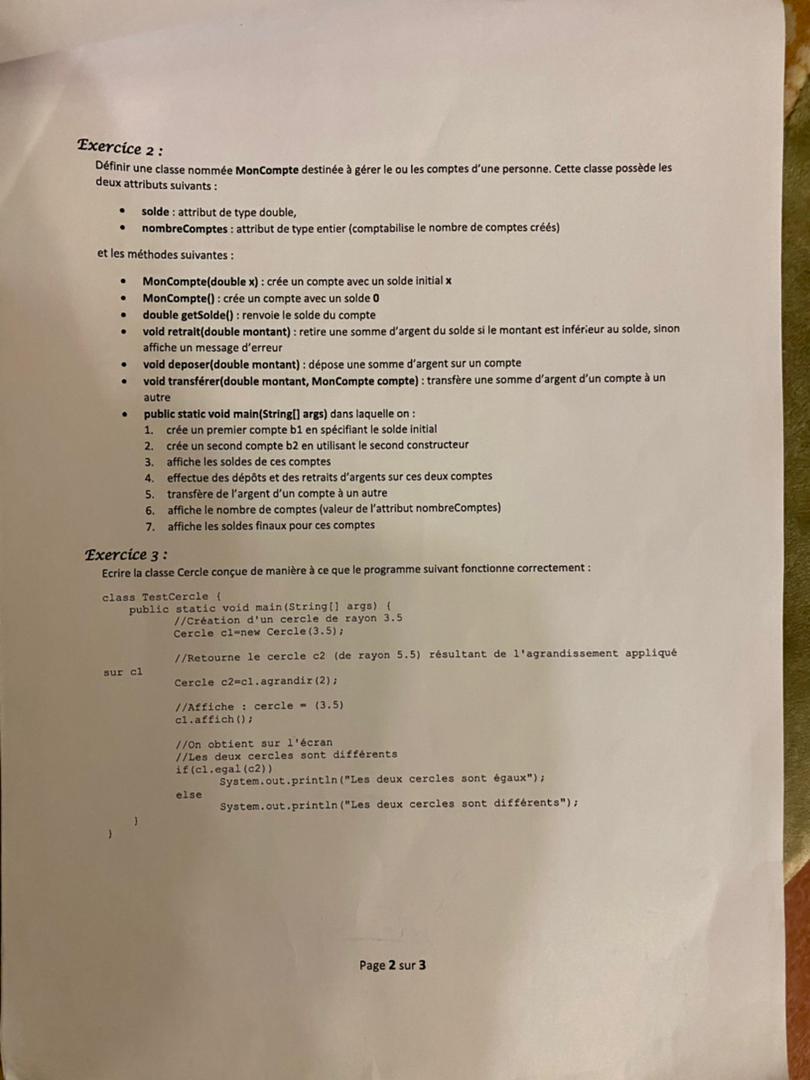 Exercice 2 :
Définir une classe nommée MonCompte destinée à gérer le ou les comptes d'une personne. Cette classe possède les
deux attributs suivants :
• solde : attribut de type double,
• nombreComptes : attribut de type entier (comptabilise le nombre de comptes créés)
et les méthodes suivantes :
• MonCompte(double x) : crée un compte avec un solde initial x
• MonCompte() : crée un compte avec un solde 0
• double getSolde() : renvoie le solde du compte
• void retrait(double montant) : retire une somme d'argent du solde si le montant est inférieur au solde, sinon
affiche un message d'erreur
• void deposer(double montant) : dépose une somme d'argent sur un compte
• void transférer(double montant, MonCompte compte) : transfère une somme d'argent d'un compte à un
autre
• public static void main(String[] args) dans laquelle on :
1. crée un premier compte b1 en spécifiant le solde initial
2. crée un second compte b2 en utilisant le second constructeur
3. affiche les soldes de ces comptes
4. effectue des dépôts et des retraits d'argents sur ces deux comptes
5. transfère de l'argent d'un compte à un autre
6. affiche le nombre de comptes (valeur de l'attribut nombreComptes)
7. affiche les soldes finaux pour ces comptes
Exercice 3 :
Ecrire la classe Cercle conçue de manière à ce que le programme suivant fonctionne correctement :
class TestCercle {
public static void main(String[] args) {
//Création d'un cercle de rayon 3.5
Cercle c1=new Cercle(3.5);
//Retourne le cercle c2 (de rayon 5.5) résultant de l'agrandissement appliqué
sur c1
Cercle c2=c1.agrandir(2);
//Affiche : cercle = (3.5)
c1.affich();
//On obtient sur l'écran
//Les deux cercles sont différents
if(c1.egal(c2))
System.out.println("Les deux cercles sont égaux");
else
System.out.println("Les deux cercles sont différents");
}
}
Page 2 sur 3